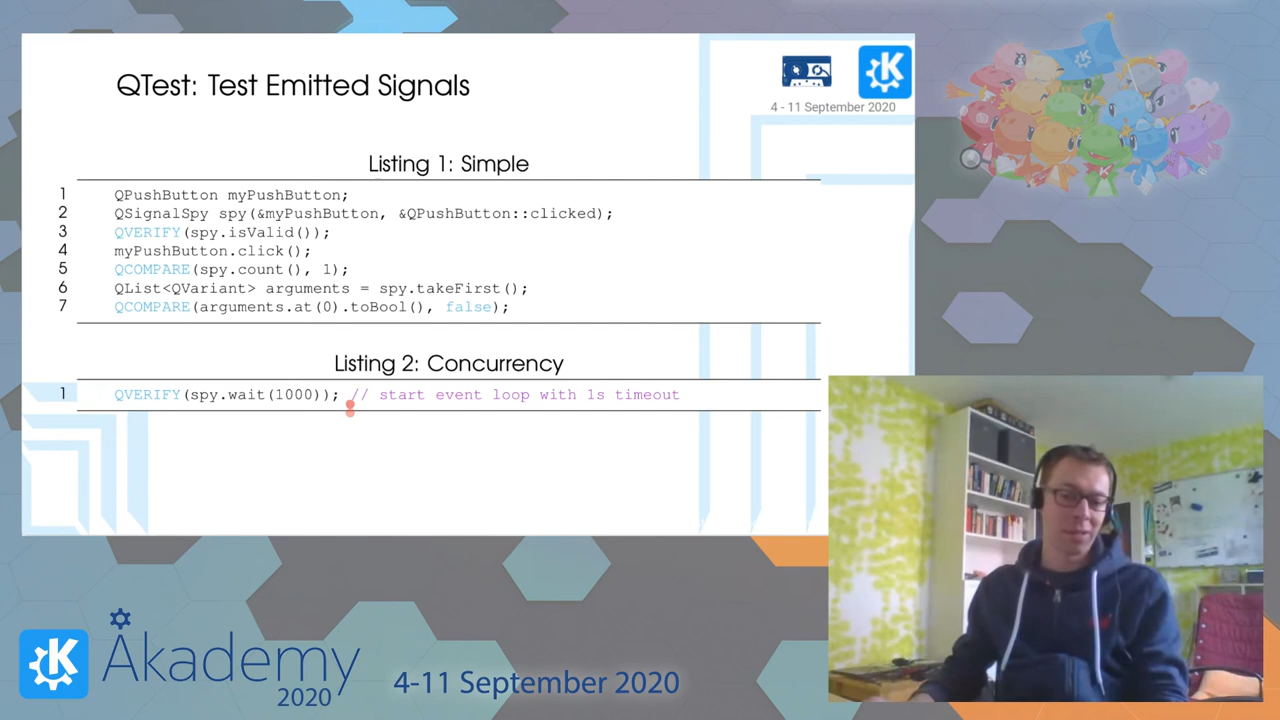 QTest: Test Emitted Signals
4 - 11 September 2020
Listing 1: Simple
1 QPushButton myPushButton;
2 QSignalSpy spy(&myPushButton, &QPushButton::clicked);
3 QVERIFY(spy.isValid());
4 myPushButton.click();
5 QCOMPARE(spy.count(), 1);
6 QList<QVariant> arguments = spy.takeFirst();
7 QCOMPARE(arguments.at(0).toBool(), false);
Listing 2: Concurrency
1 QVERIFY(spy.wait(1000)); // start event loop with 1s timeout
Akademy
2020
4-11 September 2020